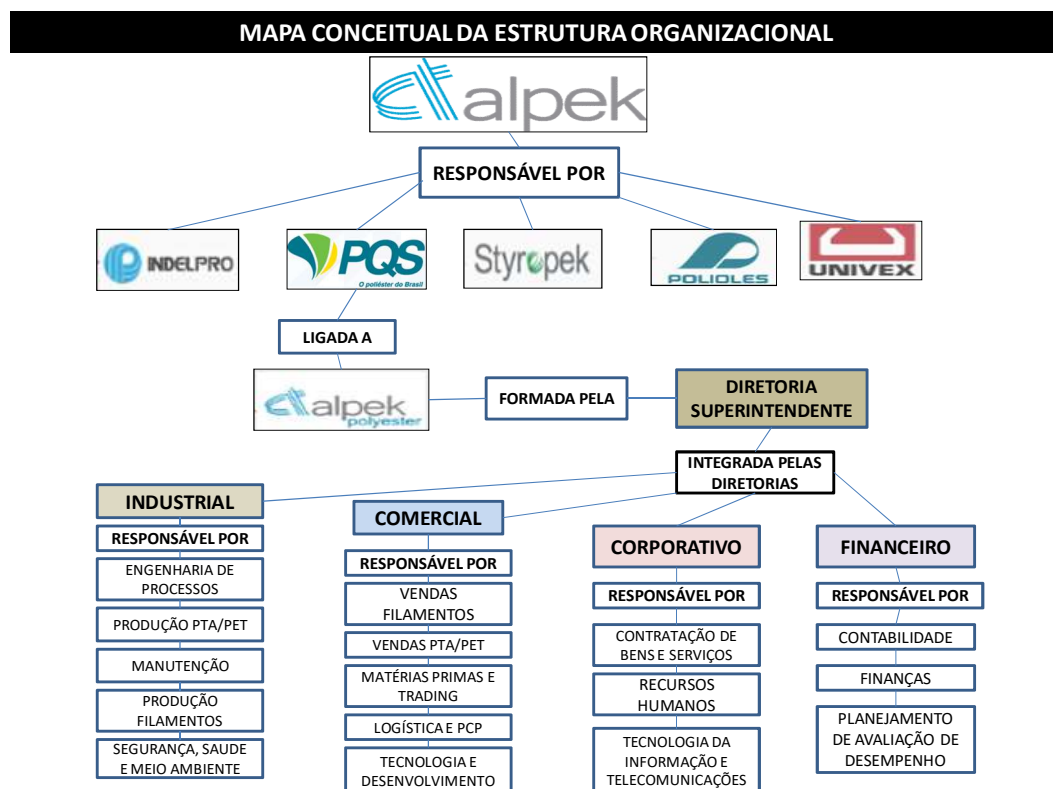 MAPA CONCEITUAL DA ESTRUTURA ORGANIZACIONAL
alpek
RESPONSÁVEL POR
INDELPRO
PQS
O poliéster do Brasil
Styropek
POLIOLES
UNIVEX
LIGADA A
alpek
polyester
FORMADA PELA
DIRETORIA
SUPERINTENDENTE
INTEGRADA PELAS
DIRETORIAS
INDUSTRIAL
RESPONSÁVEL POR
ENGENHARIA DE
PROCESSOS
PRODUÇÃO PTA/PET
MANUTENÇÃO
PRODUÇÃO
FILAMENTOS
SEGURANÇA, SAUDE
E MEIO AMBIENTE
COMERCIAL
RESPONSÁVEL POR
VENDAS
FILAMENTOS
VENDAS PTA/PET
MATÉRIAS PRIMAS E
TRADING
LOGÍSTICA E PCP
TECNOLOGIA E
DESENVOLVIMENTO
CORPORATIVO
RESPONSÁVEL POR
CONTRATAÇÃO DE
BENS E SERVIÇOS
RECURSOS
HUMANOS
TECNOLOGIA DA
INFORMAÇÃO E
TELECOMUNICAÇÕES
FINANCEIRO
RESPONSÁVEL POR
CONTABILIDADE
FINANÇAS
PLANEJAMENTO
DE AVALIAÇÃO DE
DESEMPENHO